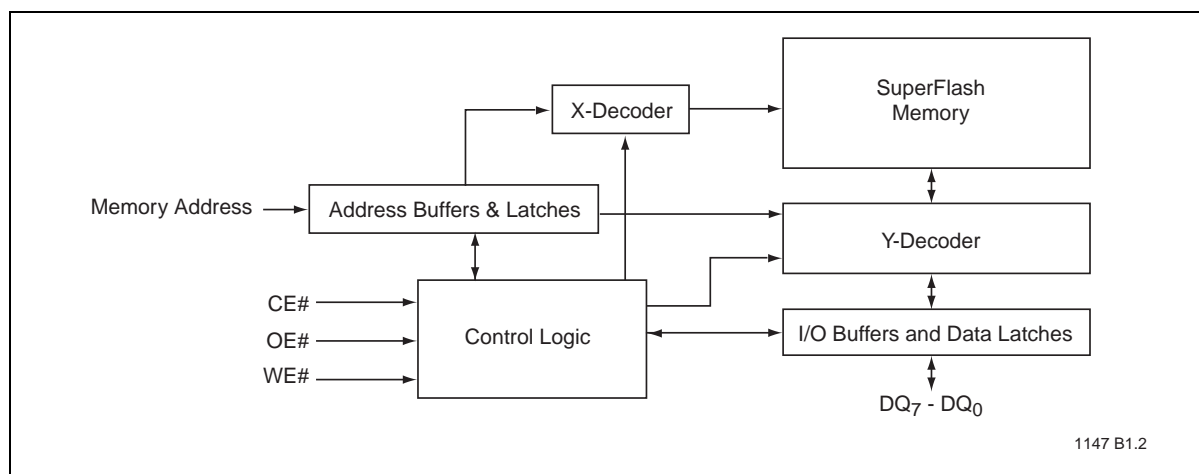 SuperFlash
Memory
X-Decoder
Memory Address
Address Buffers & Latches
Y-Decoder
CE#
OE#
WE#
Control Logic
I/O Buffers and Data Latches
DQ7 - DQ0
1147 B1.2